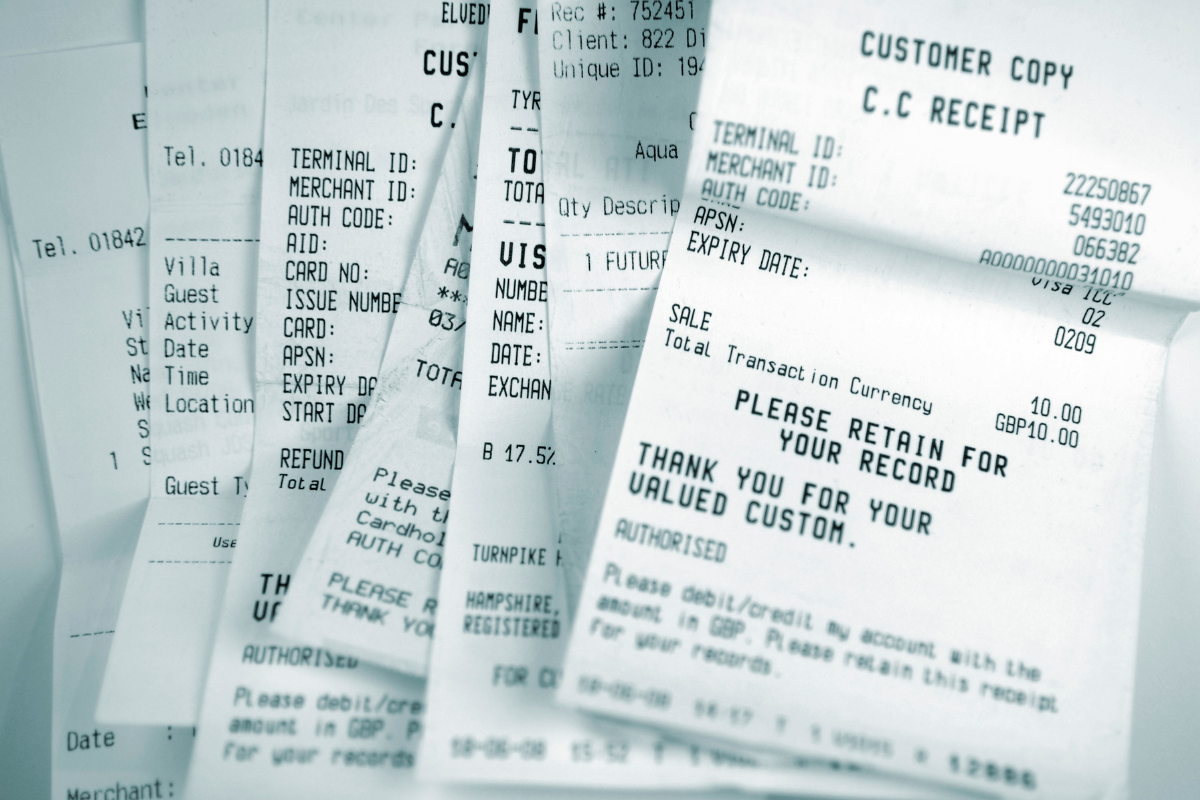 E
Tel. 01842
Vi
St
Na
We
S
1 S
Date :
Merchant:
Tel. 0184
Villa
Guest
Activity
Date
Time
Location
Guest Ty
Use
ELVED
CUS
C.
TERMINAL ID:
MERCHANT ID:
AUTH CODE:
AID:
CARD NO:
ISSUE NUMBE
CARD:
APSN:
EXPIRY DA
START DA
REFUND
Total
TH
VA
AUTHORISED
Please debit/cre
amount in GBP. P
For your records
A0
**
03/
TOTA
Please
with th
Cardhol
AUTH CO
PLEASE R
THANK YO
TYR
TO
TOTA
VIS
NUMBE
NAME:
DATE:
EXCHAN
B 17.5%
TURNPIKE H
HAMPSHIRE,
REGISTERED
FOR CU
Rec #: 752451
Client: 822 Di
Unique ID: 194
Aqua
Qty Descrip
1 FUTURE
CUSTOMER COPY
C.C RECEIPT
TERMINAL ID: 22250867
MERCHANT ID: 5493010
AUTH CODE: 066382
A0000000031010
Visa ICC
APSN: 02
EXPIRY DATE: 0209
SALE 10.00
Total Transaction Currency GBP10.00
PLEASE RETAIN FOR
YOUR RECORD
THANK YOU FOR YOUR
VALUED CUSTOM.
AUTHORISED
Please debit/credit my account with the
amount in GBP. Please retain this receipt
For your records.